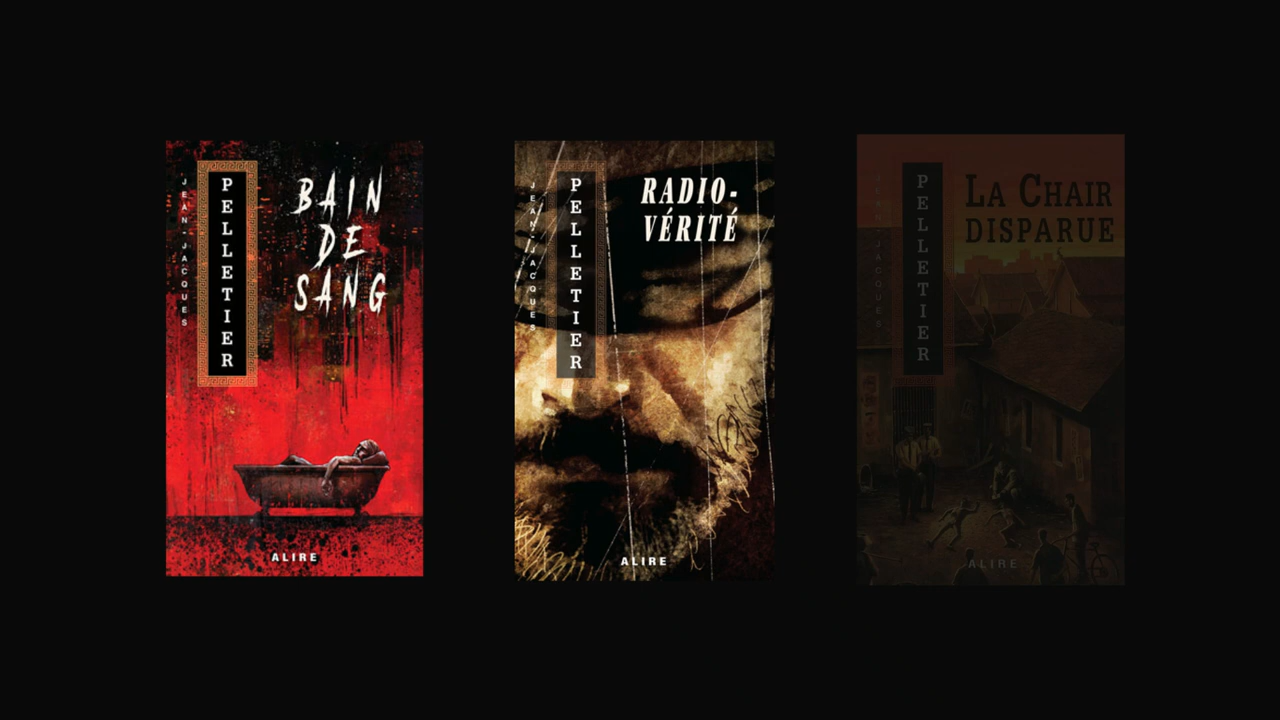 JEAN-JACQUES
PELLETIER
BAIN
DE
SANG
ALIRE
JEAN-JACQUES
PELLETIER
RADIO-
VÉRITÉ
ALIRE
JEAN-JACQUES
PELLETIER
LA CHAIR
DISPARUE
ALIRE